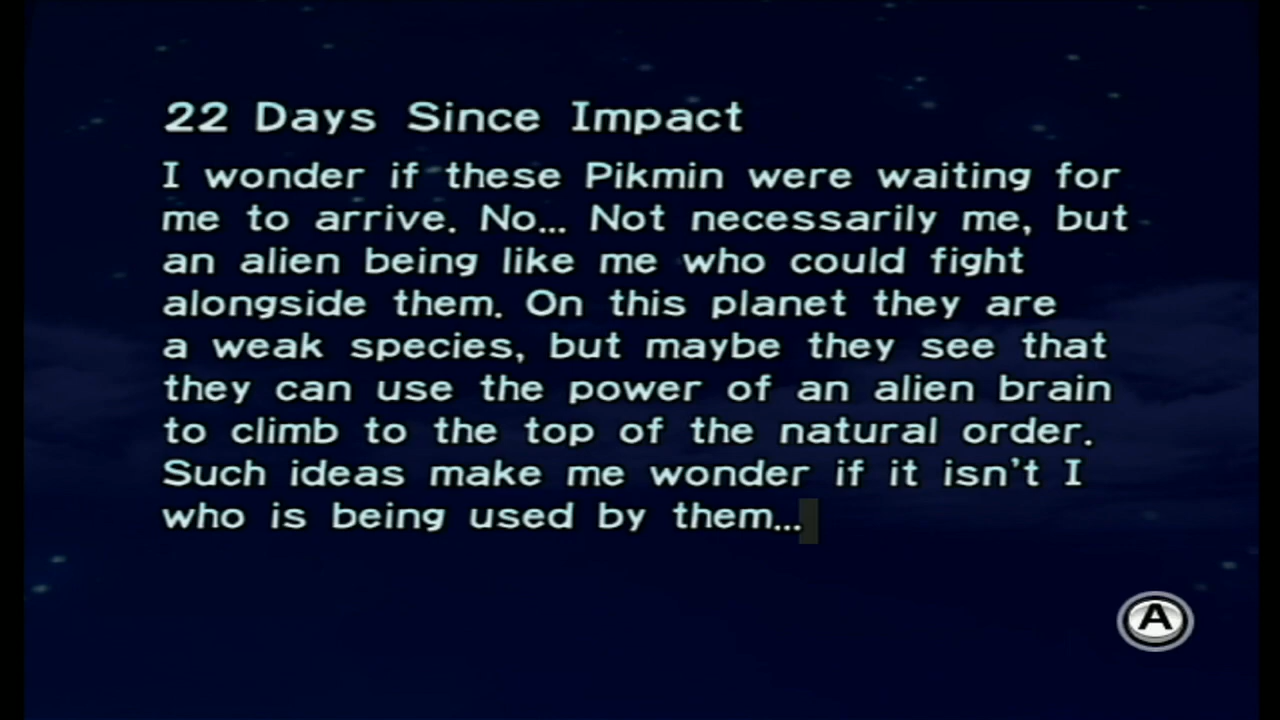 22 Days Since Impact
I wonder if these Pikmin were waiting for
me to arrive. No... Not necessarily me, but
an alien being like me who could fight
alongside them. On this planet they are
a weak species, but maybe they see that
they can use the power of an alien brain
to climb to the top of the natural order.
Such ideas make me wonder if it isn't I
who is being used by them...
A